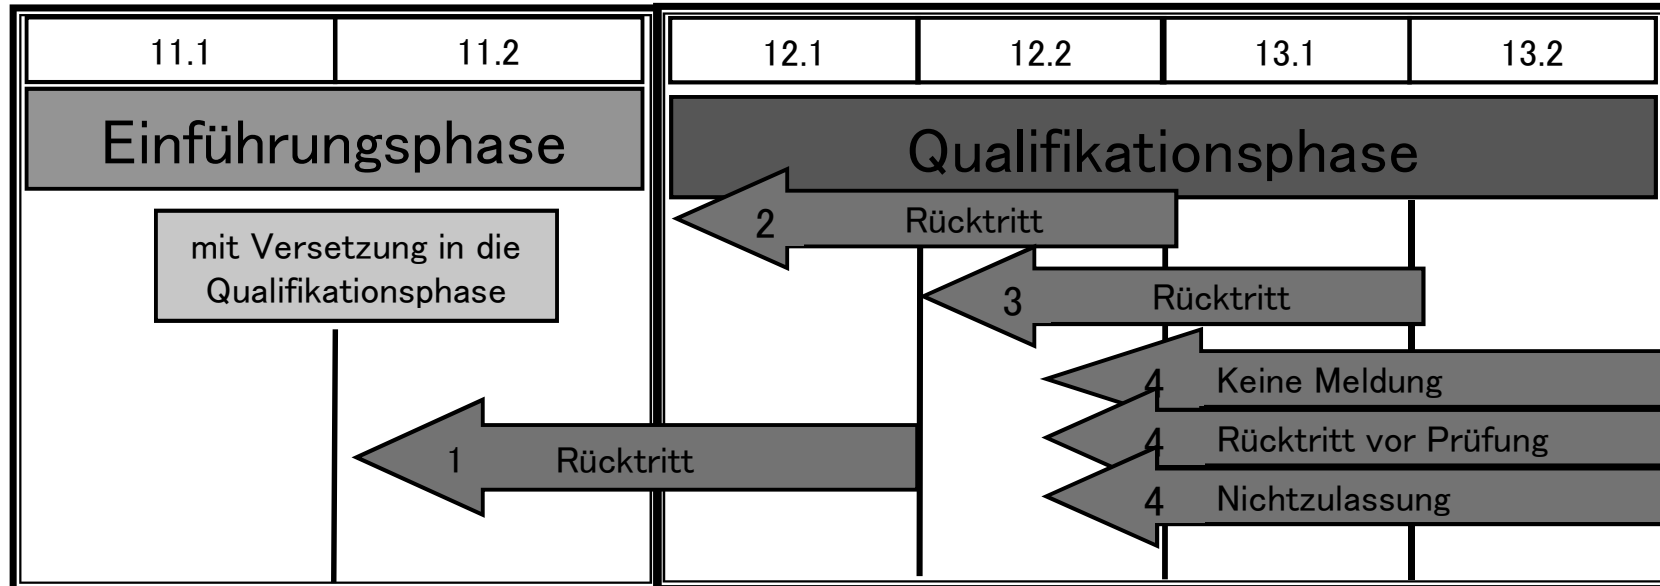 11.1
11.2
12.1
12.2
13.1
13.2
Einführungsphase
Qualifikationsphase
mit Versetzung in die
Qualifikationsphase
2 Rücktritt
3 Rücktritt
4 Keine Meldung
4 Rücktritt vor Prüfung
1 Rücktritt
4 Nichtzulassung